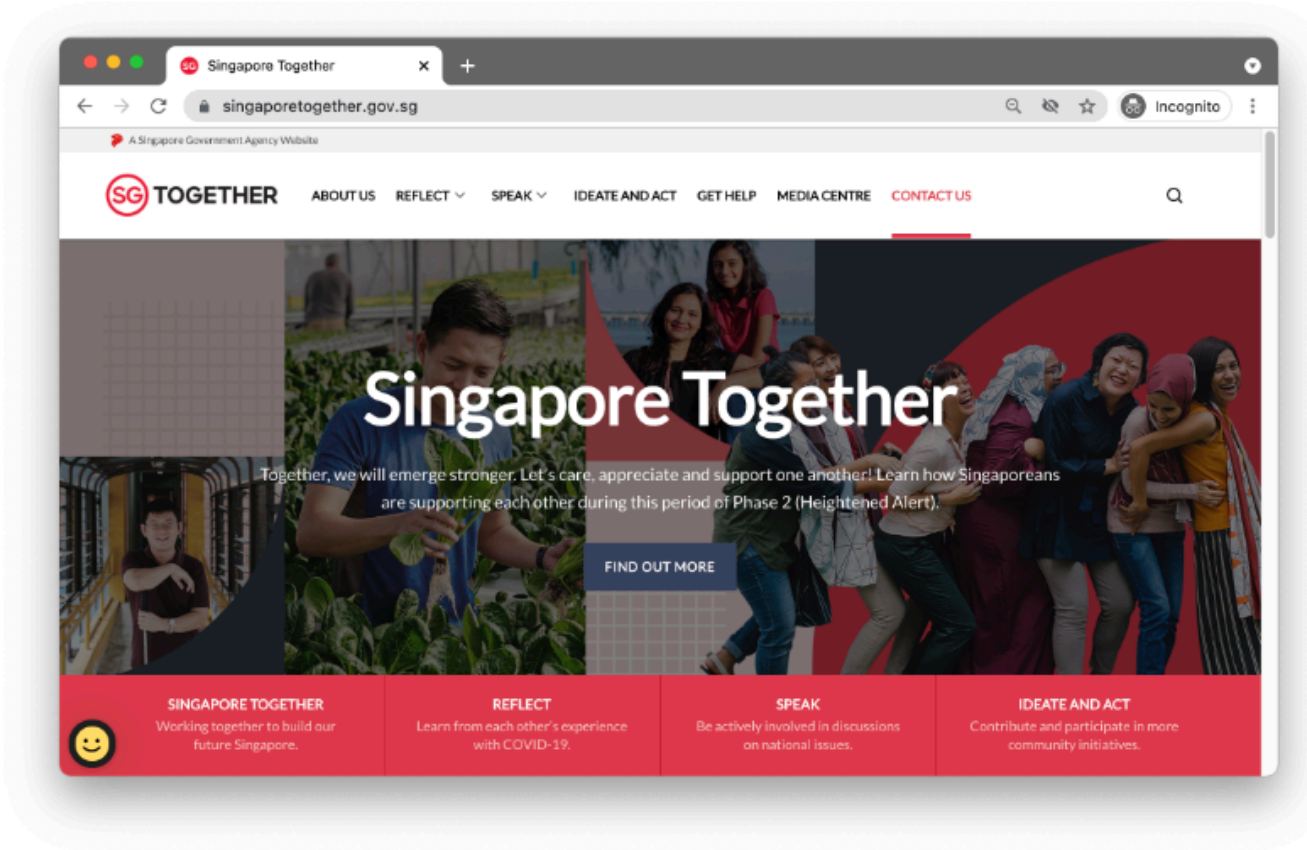 SG Singapore Together
singaporetogether.gov.sg
Incognito
A Singapore Government Agency Website
SG TOGETHER
ABOUT US REFLECT SPEAK IDEATE AND ACT GET HELP MEDIA CENTRE CONTACT US
Singapore Together
Together, we will emerge stronger. Let's care, appreciate and support one another! Learn how Singaporeans
are supporting each other during this period of Phase 2 (Heightened Alert).
FIND OUT MORE
SINGAPORE TOGETHER
Working together to build our
future Singapore.
REFLECT
Learn from each other's experience
with COVID-19.
SPEAK
Be actively involved in discussions
on national issues.
IDEATE AND ACT
Contribute and participate in more
community initiatives.